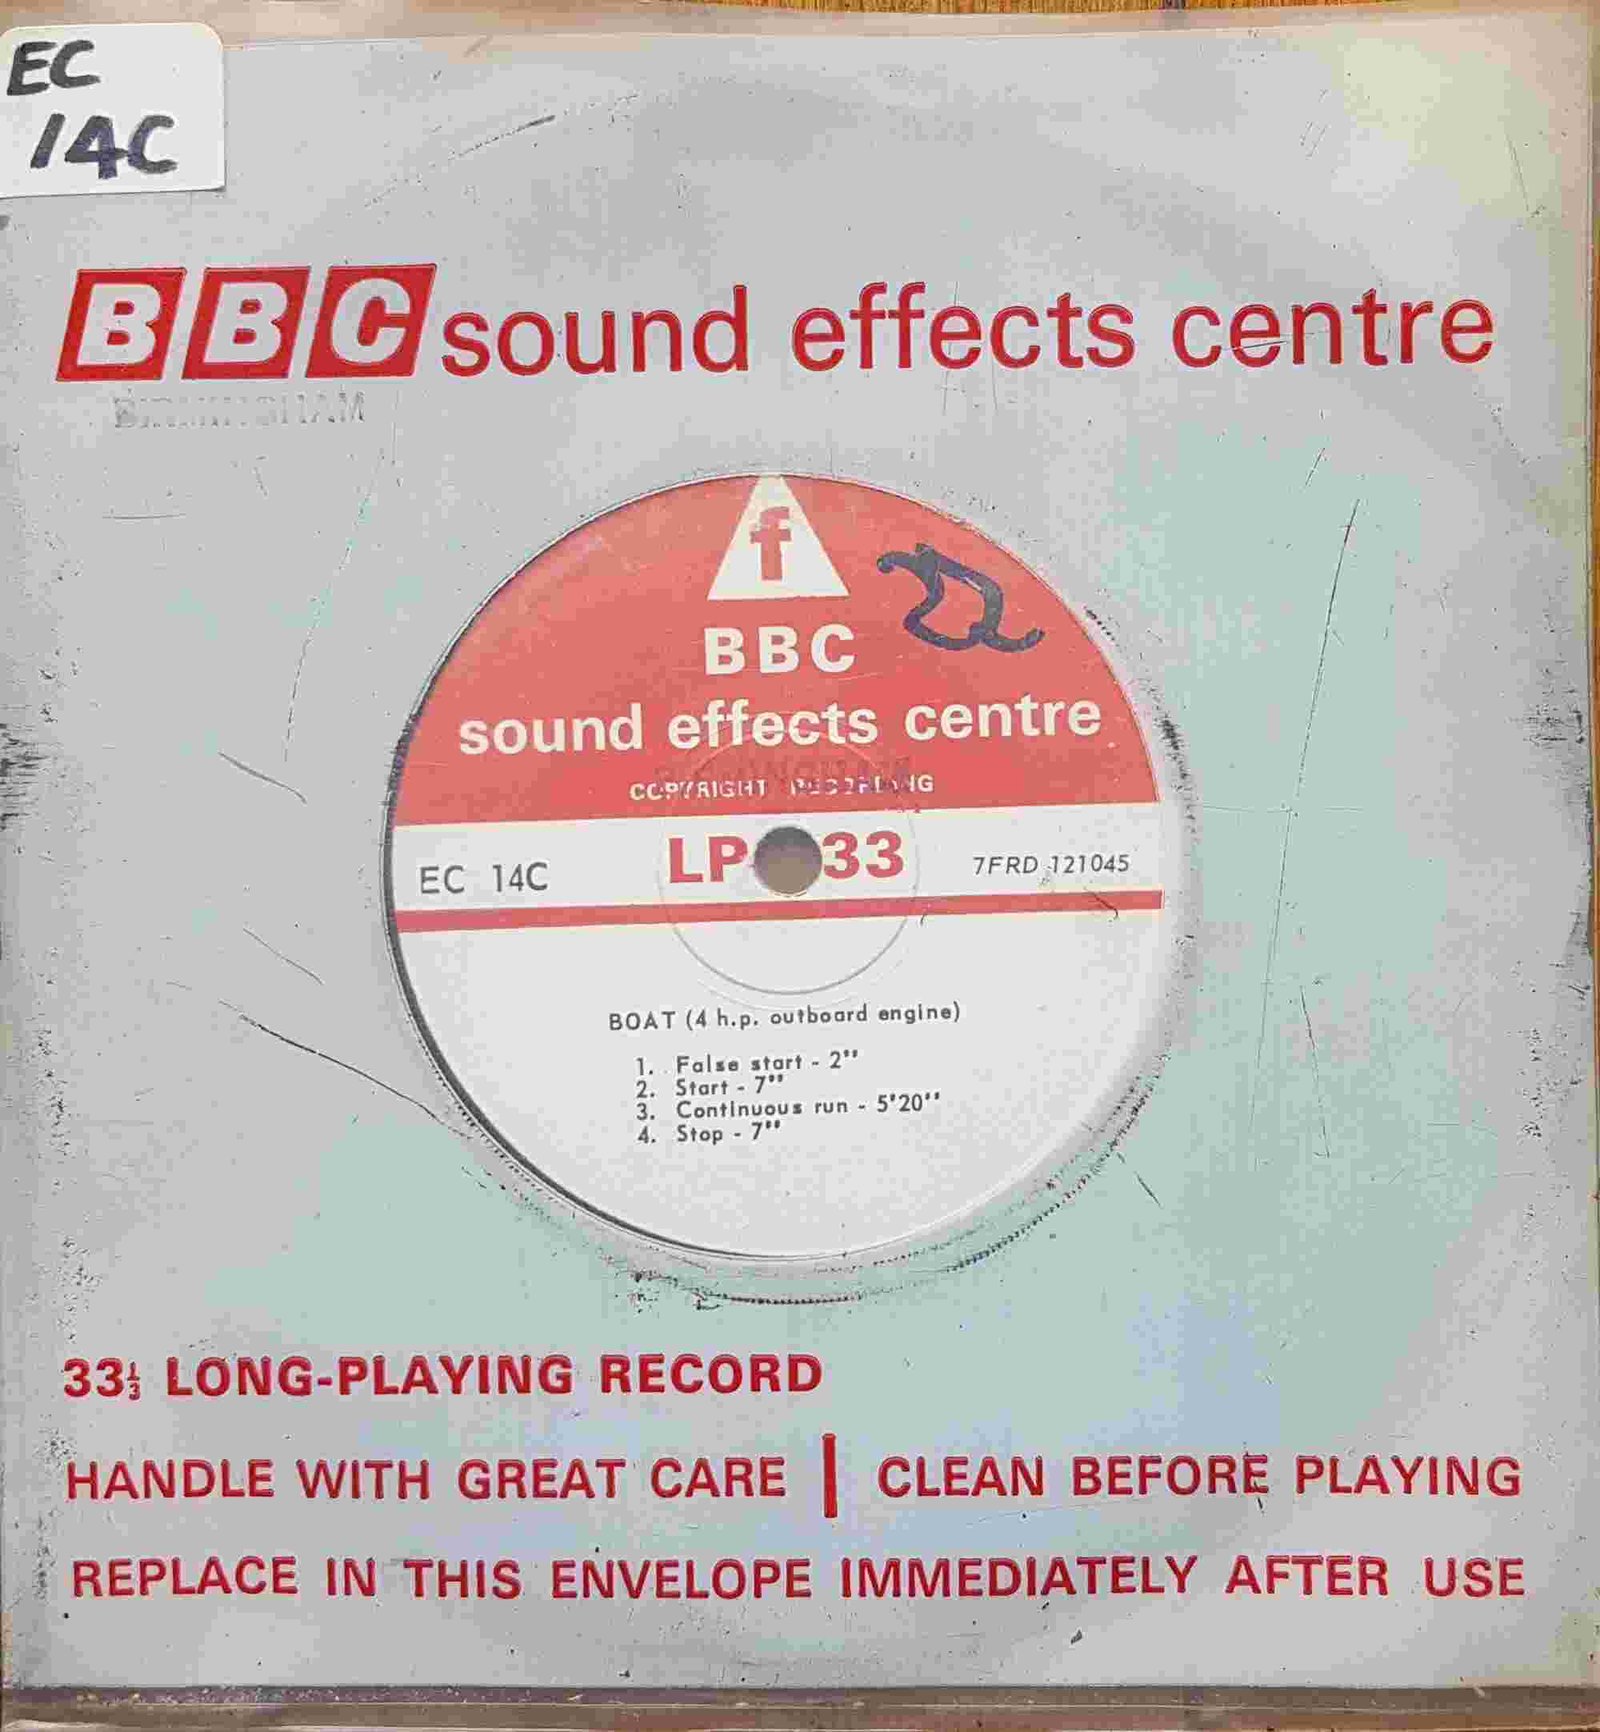 EC
14C
BBC sound effects centre
f
BBC
sound effects centre
COPYRIGHT RECORDING
EC 14C LP 33 7FRD 121045
BOAT (4 h.p. outboard engine)
1. False start - 2"
2. Start - 7"
3. Continuous run - 5'20"
4. Stop - 7"
33⅓ LONG-PLAYING RECORD
HANDLE WITH GREAT CARE | CLEAN BEFORE PLAYING
REPLACE IN THIS ENVELOPE IMMEDIATELY AFTER USE